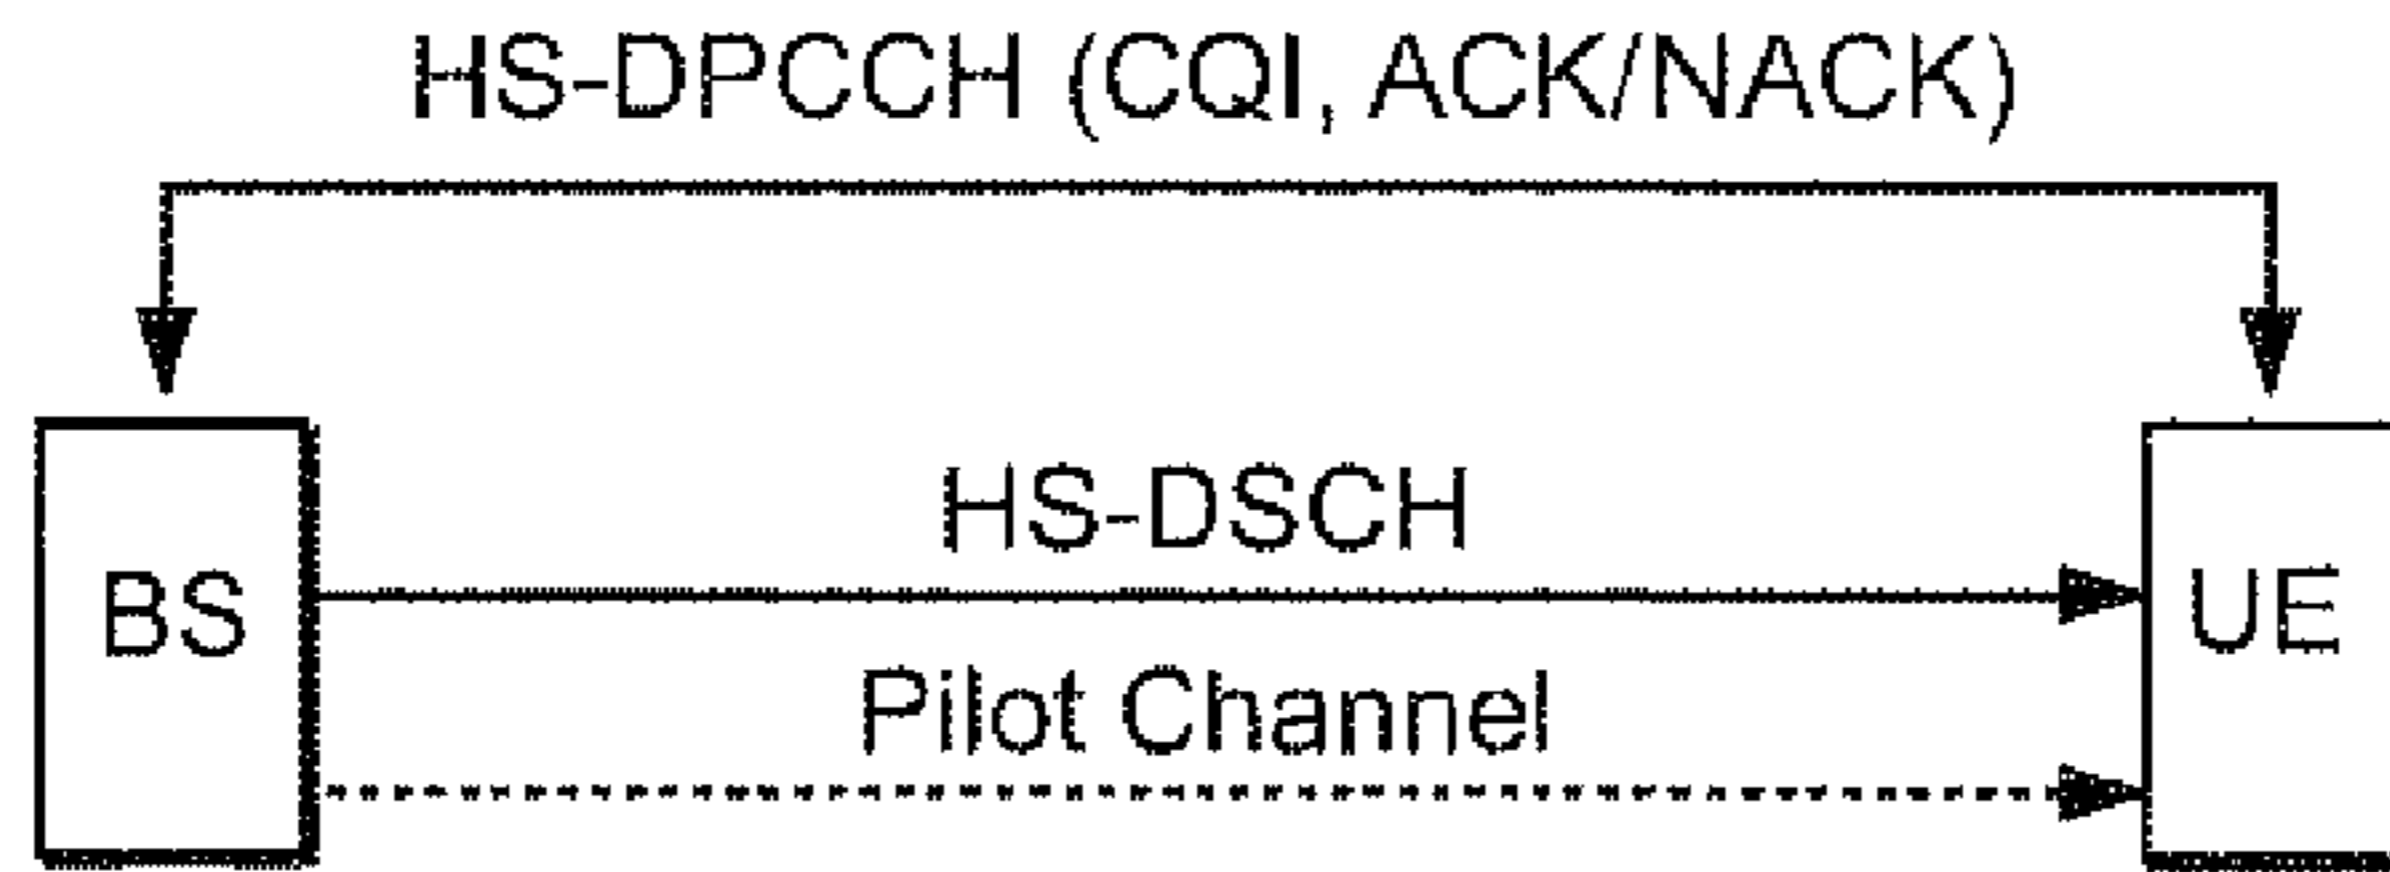 HS-DPCCH (CQI, ACK/NACK)
HS-DSCH
BS
UE
Pilot Channel